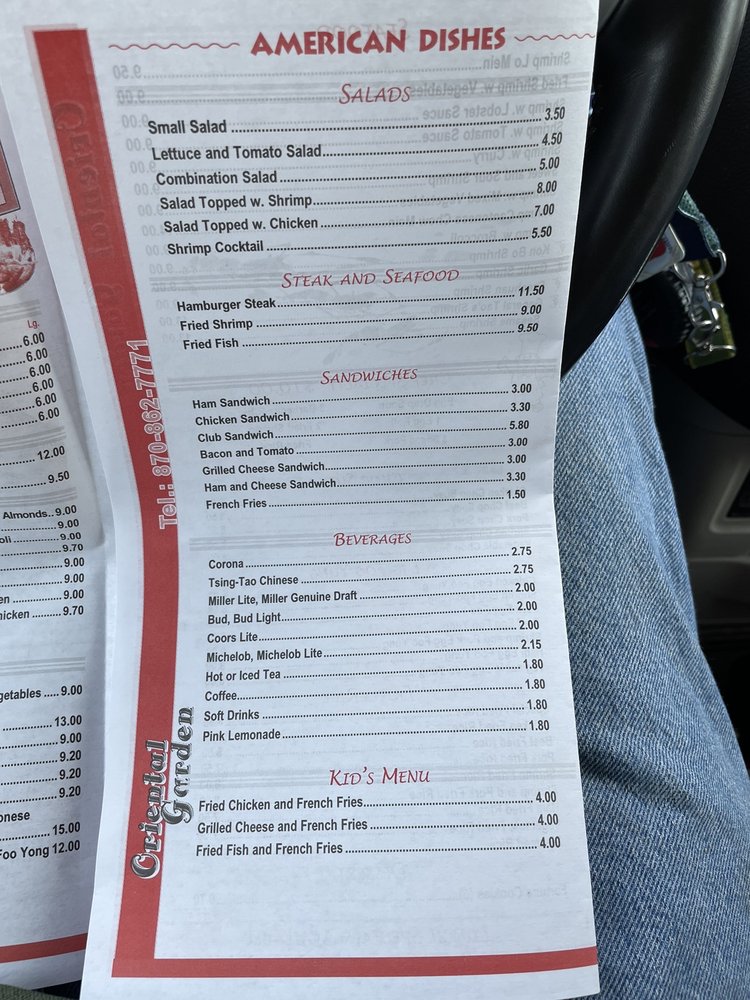 AMERICAN DISHES
SALADS
Small Salad 3.50
Lettuce and Tomato Salad 4.50
Combination Salad 5.00
Salad Topped w. Shrimp 8.00
Salad Topped w. Chicken 7.00
Shrimp Cocktail 5.50
STEAK AND SEAFOOD
Hamburger Steak 11.50
Fried Shrimp 9.00
Fried Fish 9.50
SANDWICHES
Ham Sandwich 3.00
Chicken Sandwich 3.30
Club Sandwich 5.80
Bacon and Tomato 3.00
Grilled Cheese Sandwich 3.00
Ham and Cheese Sandwich 3.30
French Fries 1.50
BEVERAGES
Corona 2.75
Tsing-Tao Chinese 2.75
Miller Lite, Miller Genuine Draft 2.00
Bud, Bud Light 2.00
Coors Lite 2.00
Michelob, Michelob Lite 2.15
Hot or Iced Tea 1.80
Coffee 1.80
Soft Drinks 1.80
Pink Lemonade 1.80
KID'S MENU
Fried Chicken and French Fries 4.00
Grilled Cheese and French Fries 4.00
Fried Fish and French Fries 4.00
Tel.: 870-862-7771
Oriental
Garden
Lg.
6.00
6.00
6.00
6.00
6.00
6.00
12.00
9.50
Almonds..9.00
9.00
9.00
9.70
9.00
9.00
9.00
9.70
9.00
13.00
9.00
9.20
9.20
9.20
15.00
Foo Yong 12.00